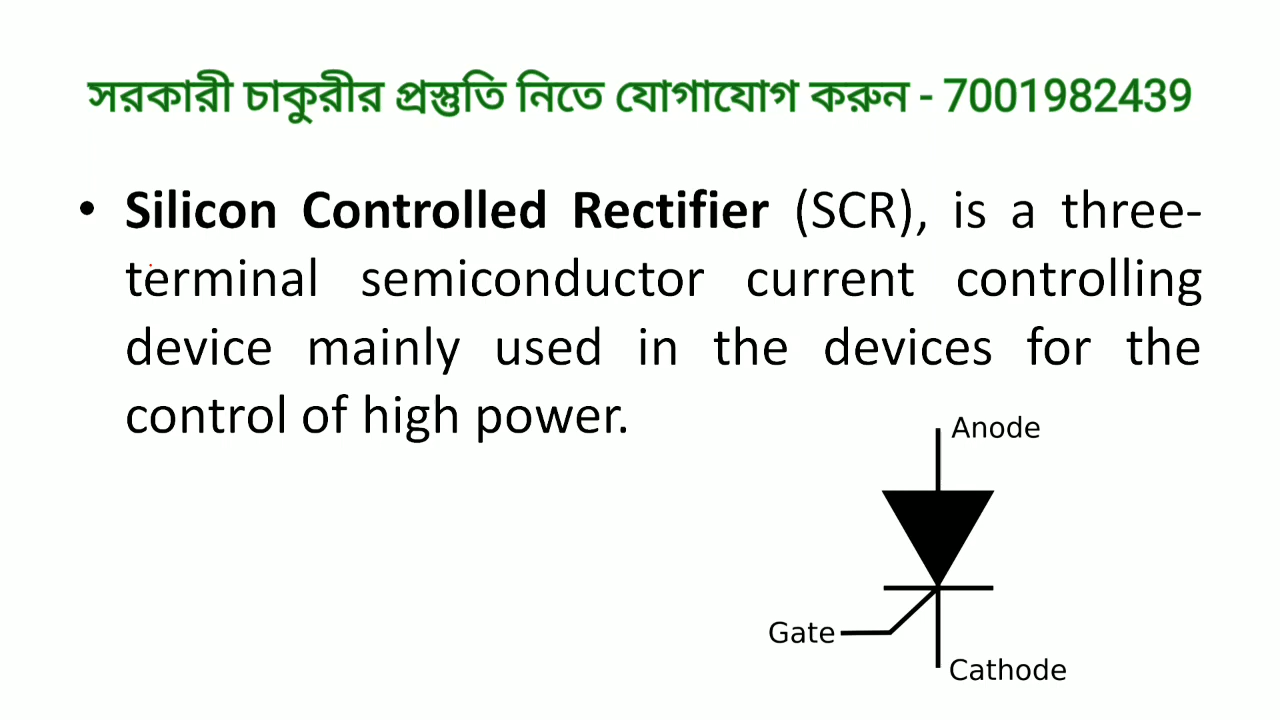 সরকারী চাকুরীর প্রস্তুতি নিতে যোগাযোগ করুন - 7001982439
• Silicon Controlled Rectifier (SCR), is a three-
terminal semiconductor current controlling
device mainly used in the devices for the
control of high power.
Anode
Gate
Cathode